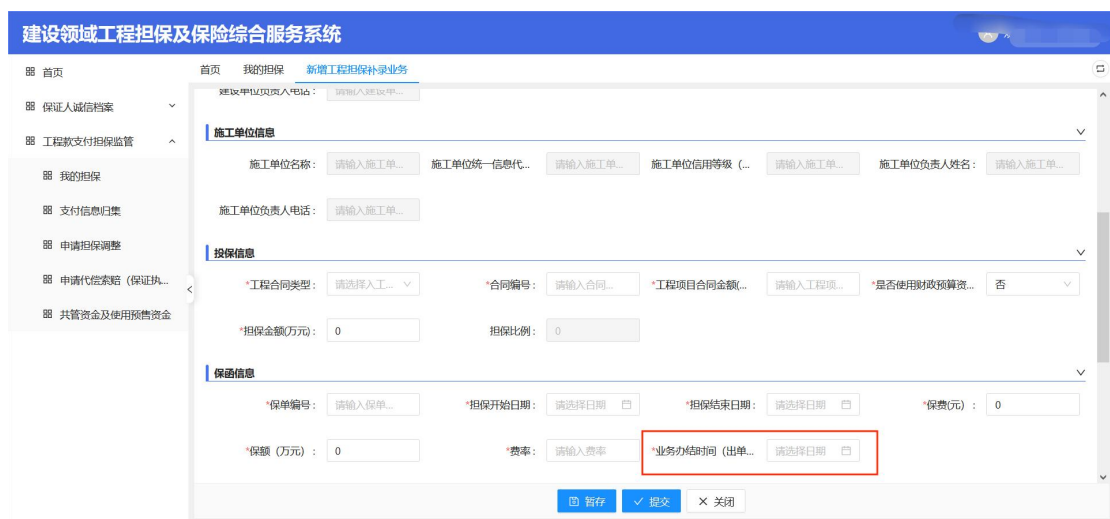 建设领域工程担保及保险综合服务系统
首页
保证人诚信档案
工程款支付担保监管
我的担保
支付信息归集
申请担保调整
申请代偿索赔（保证执...
共管资金及使用预售资金
首页 我的担保 新增工程担保补录业务
建设单位负责人电话： 请输入建设单...
施工单位信息
施工单位名称： 请输入施工单... 施工单位统一信息代... 请输入施工单... 施工单位信用等级（... 请输入施工单... 施工单位负责人姓名： 请输入施工单...
施工单位负责人电话： 请输入施工单...
投保信息
*工程合同类型： 请选择入工... *合同编号： 请输入合同... *工程项目合同金额(... 请输入工程项... *是否使用财政预算资... 否
*担保金额(万元)： 0 担保比例： 0
保函信息
*保单编号： 请输入保单... *担保开始日期： 请选择日期 *担保结束日期： 请选择日期 *保费(元) ： 0
*保额（万元）： 0 *费率： 请输入费率 *业务办结时间（出单... 请选择日期
暂存 提交 关闭